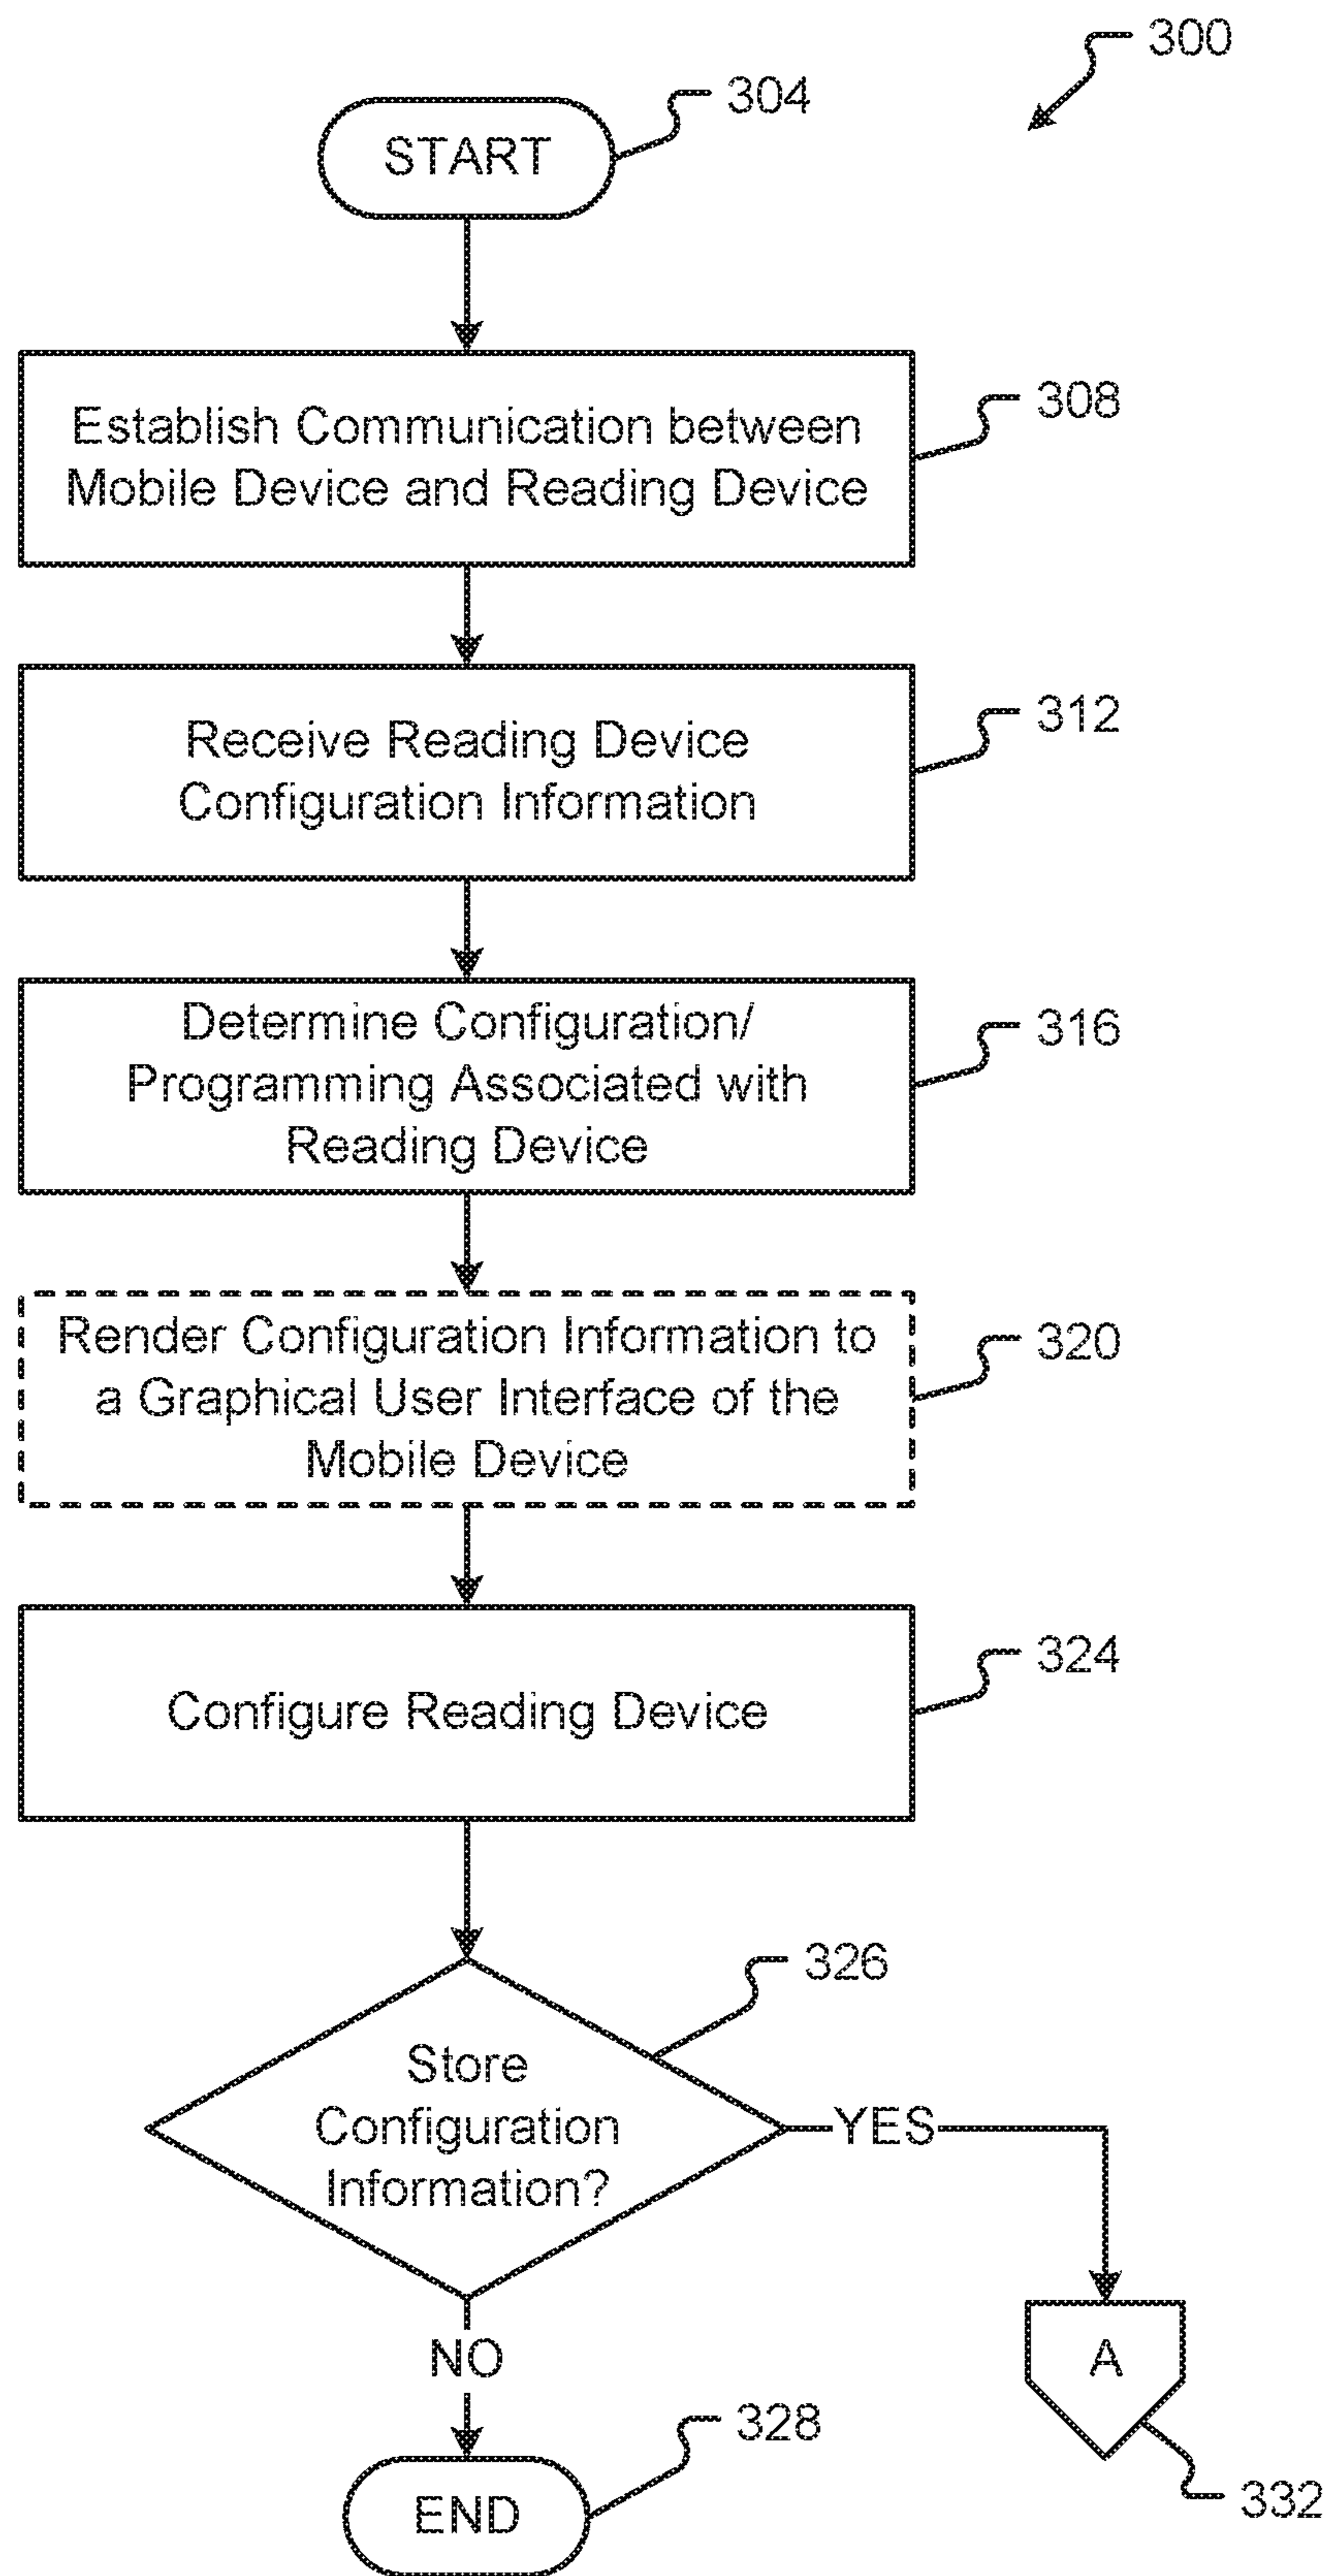 300
304
START
308
Establish Communication between
Mobile Device and Reading Device
312
Receive Reading Device
Configuration Information
316
Determine Configuration/
Programming Associated with
Reading Device
320
Render Configuration Information to
a Graphical User Interface of the
Mobile Device
324
Configure Reading Device
326
Store
Configuration
Information?
YES
NO
A
328
END
332